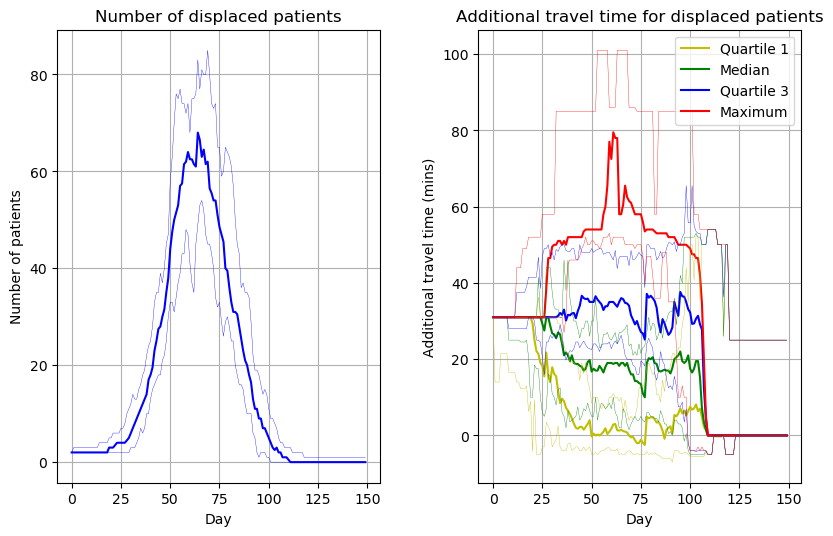 Number of displaced patients
Number of patients
80
60
40
20
0
0 25 50 75 100 125 150
Day
Additional travel time for displaced patients
Additional travel time (mins)
100
80
60
40
20
0
0 25 50 75 100 125 150
Day
Quartile 1
Median
Quartile 3
Maximum